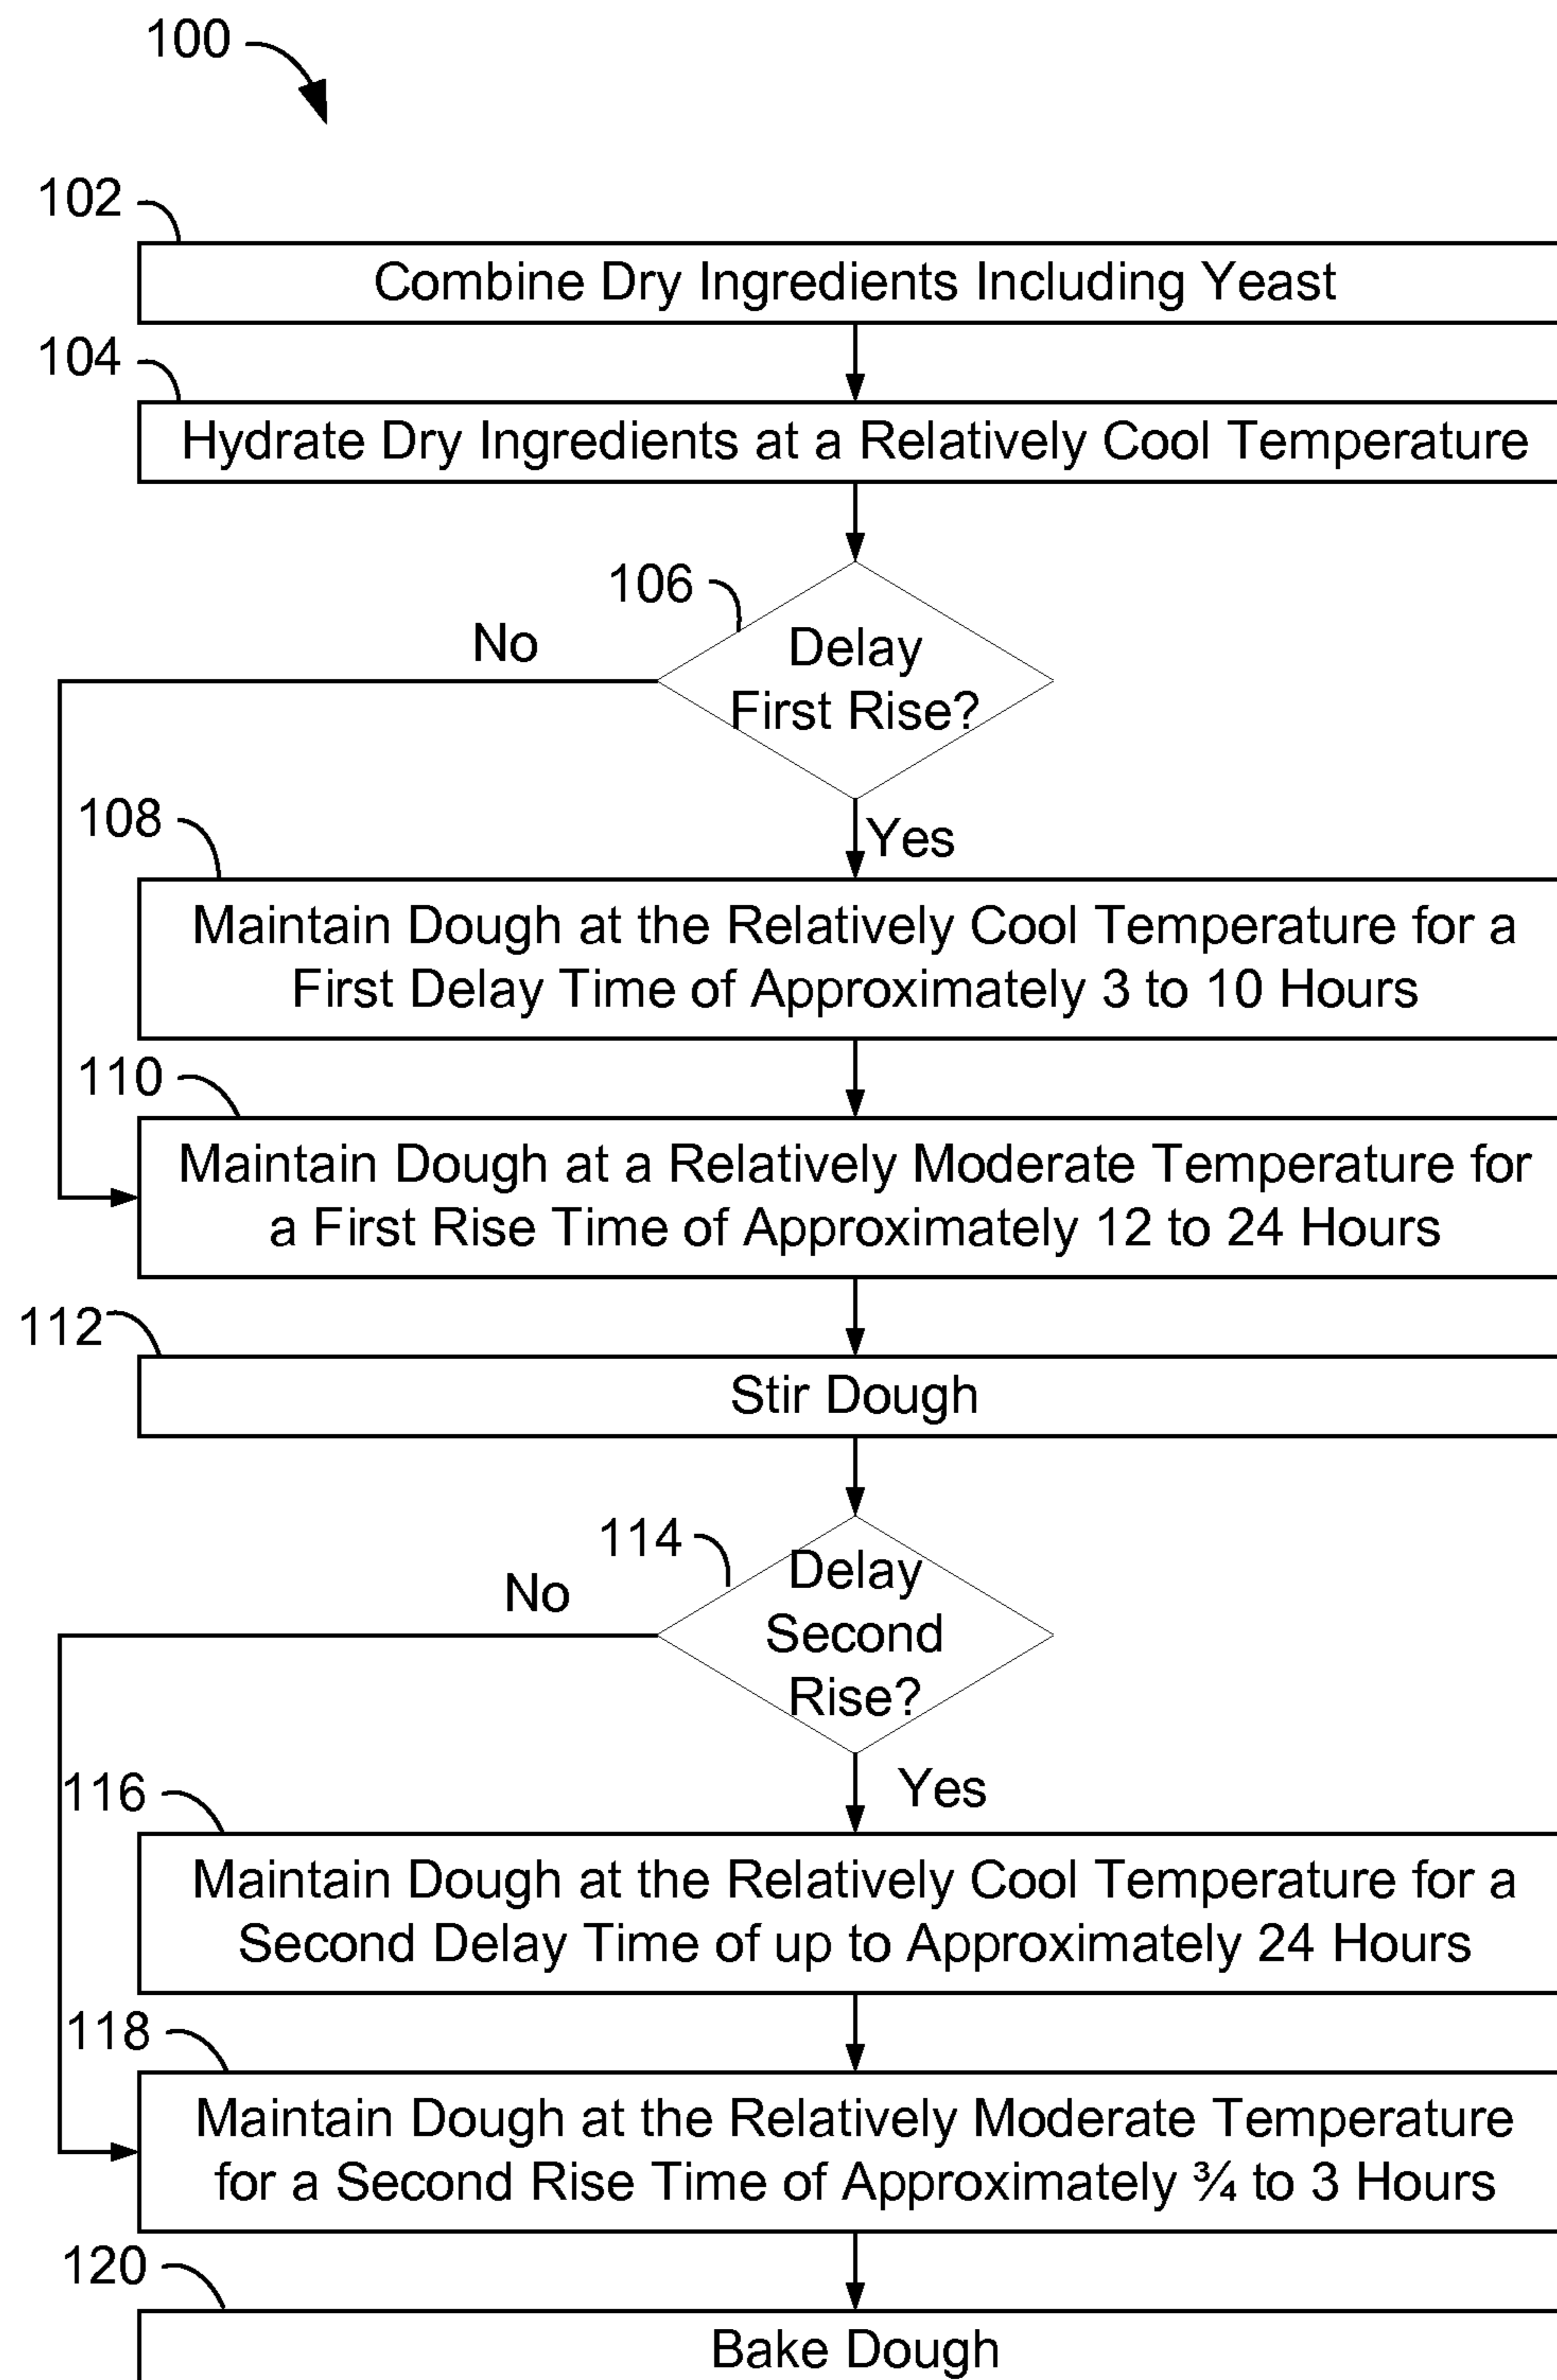 100
102
Combine Dry Ingredients Including Yeast
104
Hydrate Dry Ingredients at a Relatively Cool Temperature
106
No
Delay
First Rise?
Yes
108
Maintain Dough at the Relatively Cool Temperature for a
First Delay Time of Approximately 3 to 10 Hours
110
Maintain Dough at a Relatively Moderate Temperature for
a First Rise Time of Approximately 12 to 24 Hours
112
Stir Dough
114
No
Delay
Second
Rise?
Yes
116
Maintain Dough at the Relatively Cool Temperature for a
Second Delay Time of up to Approximately 24 Hours
118
Maintain Dough at the Relatively Moderate Temperature
for a Second Rise Time of Approximately ¾ to 3 Hours
120
Bake Dough